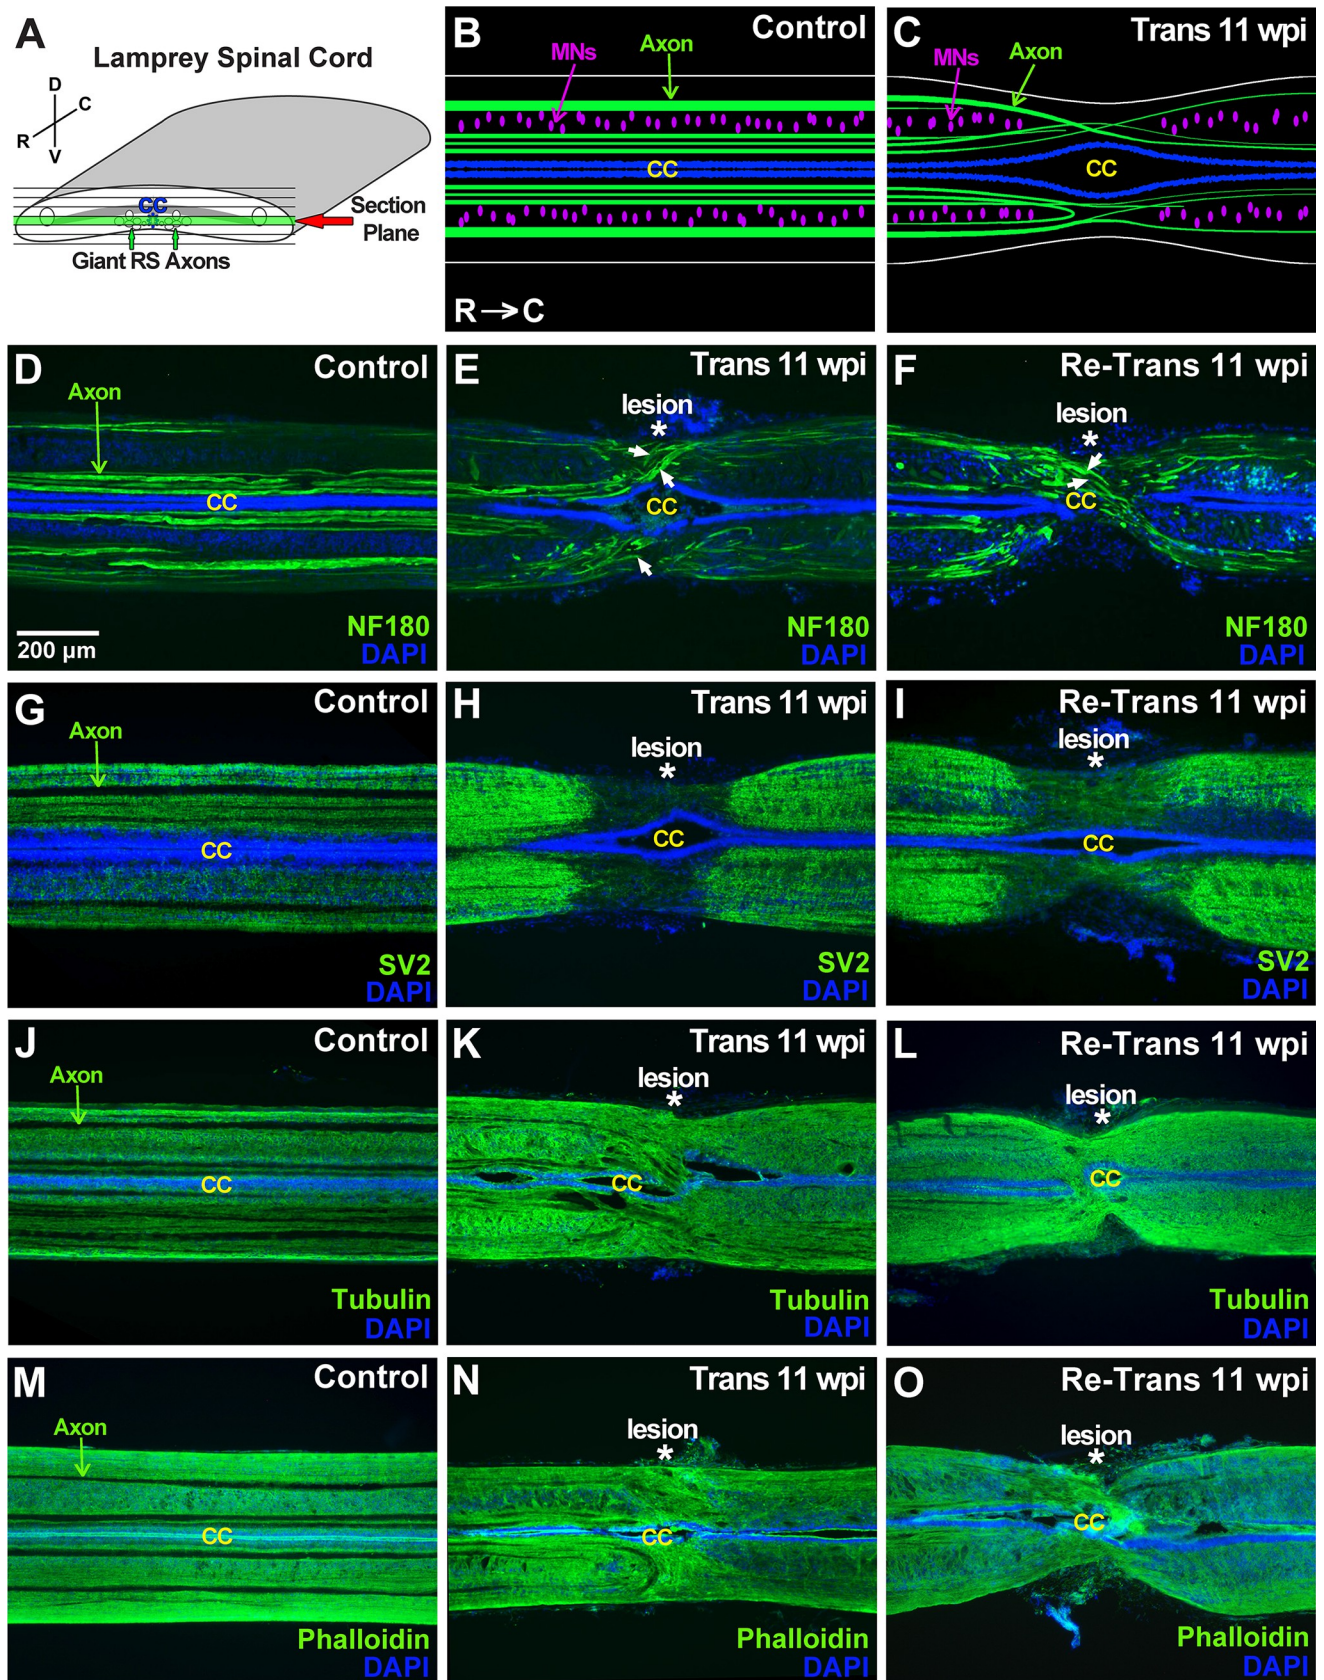 A
Lamprey Spinal Cord
D
C
R
V
CC
Section
Plane
Giant RS Axons
B
Control
MNs
Axon
CC
R → C
C
Trans 11 wpi
MNs
Axon
CC
D
Control
Axon
CC
NF180
DAPI
200 µm
E
Trans 11 wpi
lesion
*
CC
NF180
DAPI
F
Re-Trans 11 wpi
lesion
*
CC
NF180
DAPI
G
Control
Axon
CC
SV2
DAPI
H
Trans 11 wpi
lesion
*
CC
SV2
DAPI
I
Re-Trans 11 wpi
lesion
*
CC
SV2
DAPI
J
Control
Axon
CC
Tubulin
DAPI
K
Trans 11 wpi
lesion
*
CC
Tubulin
DAPI
L
Re-Trans 11 wpi
lesion
*
CC
Tubulin
DAPI
M
Control
Axon
CC
Phalloidin
DAPI
N
Trans 11 wpi
lesion
*
CC
Phalloidin
DAPI
O
Re-Trans 11 wpi
lesion
*
CC
Phalloidin
DAPI